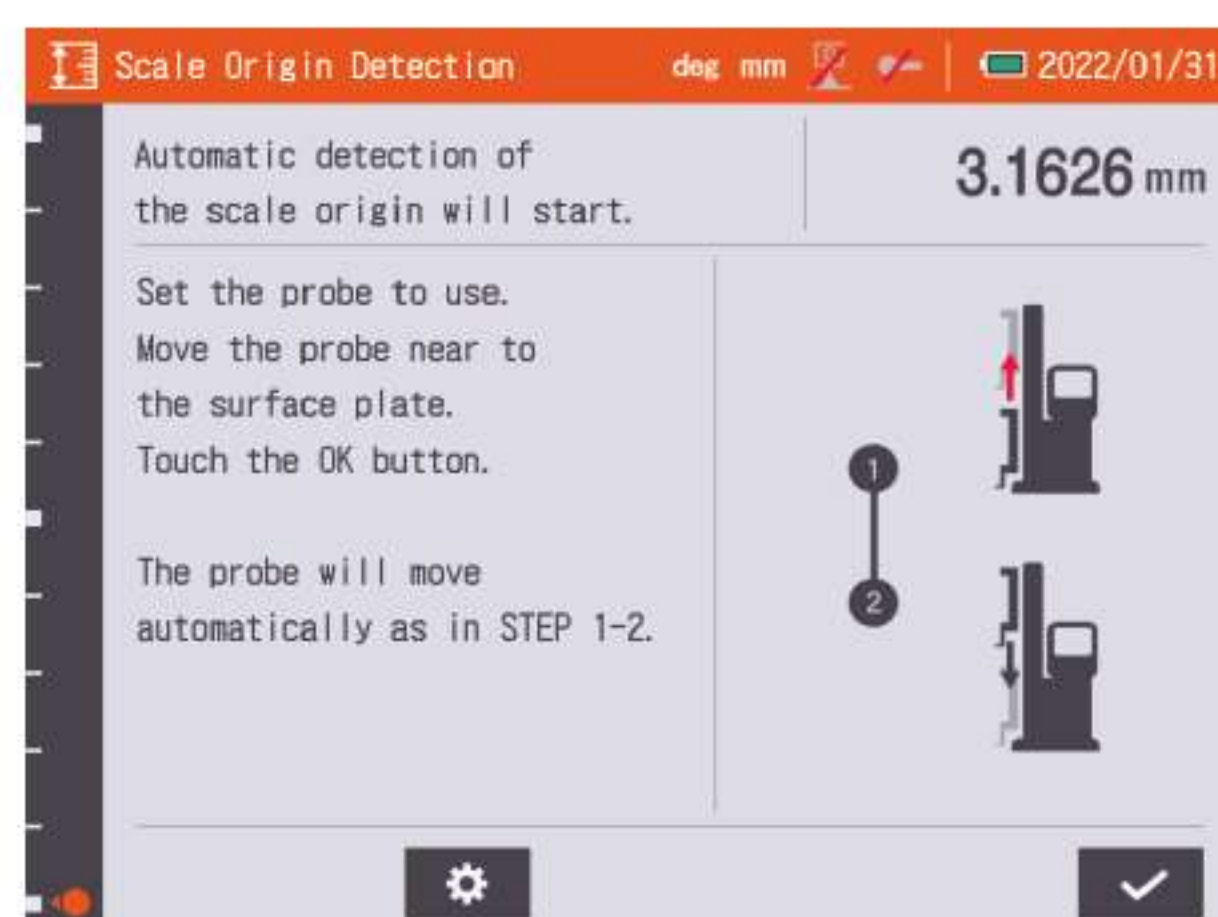 Scale Origin Detection deg mm 2022/01/31
Automatic detection of
the scale origin will start.
3.1626 mm
Set the probe to use.
Move the probe near to
the surface plate.
Touch the OK button.
The probe will move
automatically as in STEP 1-2.
1
2